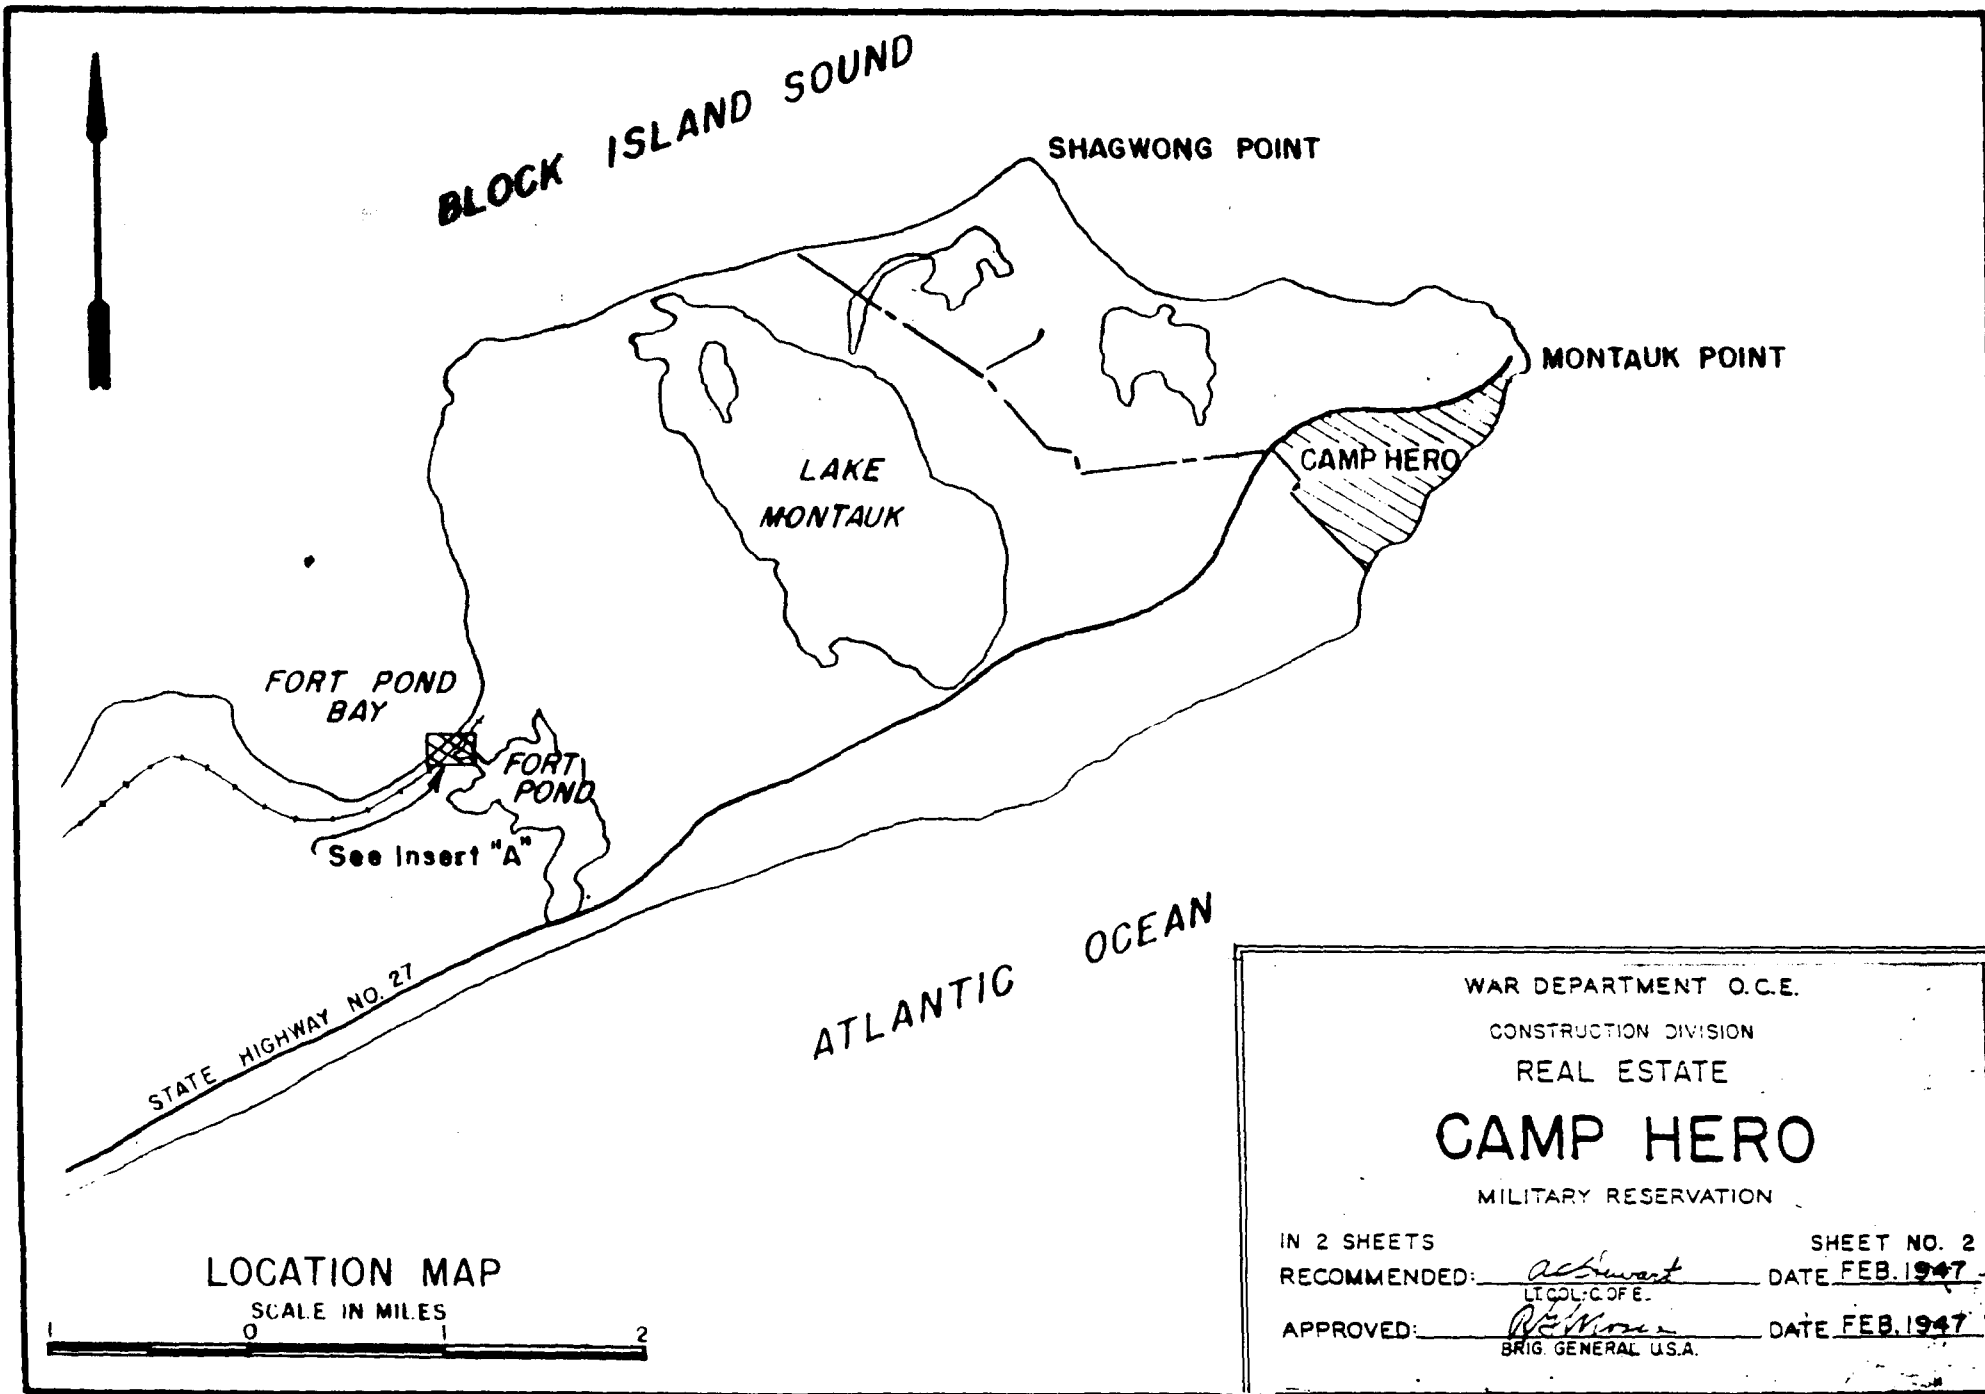 BLOCK ISLAND SOUND
SHAGWONG POINT
MONTAUK POINT
CAMP HERO
LAKE
MONTAUK
FORT POND
BAY
FORT
POND
See Insert "A"
STATE HIGHWAY NO. 27
ATLANTIC OCEAN
LOCATION MAP
SCALE IN MILES
1 0 1 2
WAR DEPARTMENT O.C.E.
CONSTRUCTION DIVISION
REAL ESTATE
CAMP HERO
MILITARY RESERVATION
IN 2 SHEETS SHEET NO. 2
RECOMMENDED: DATE FEB. 1947
LT. COL. C. OF E.
APPROVED: DATE FEB. 1947
BRIG. GENERAL U.S.A.